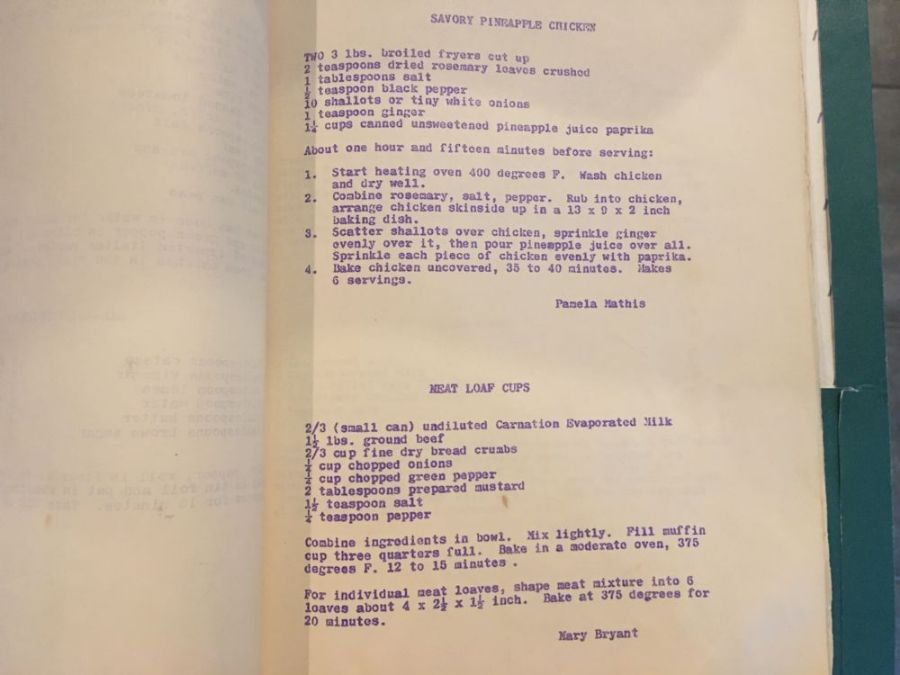 SAVORY PINEAPPLE CHICKEN
TWO 3 lbs. broiled fryers cut up
2 teaspoons dried rosemary leaves crushed
1 tablespoons salt
½ teaspoon black pepper
10 shallots or tiny white onions
1 teaspoon ginger
1¼ cups canned unsweetened pineapple juice paprika
About one hour and fifteen minutes before serving:
1. Start heating oven 400 degrees F. Wash chicken
and dry well.
2. Combine rosemary, salt, pepper. Rub into chicken,
arrange chicken skinside up in a 13 x 9 x 2 inch
baking dish.
3. Scatter shallots over chicken, sprinkle ginger
evenly over it, then pour pineapple juice over all.
Sprinkle each piece of chicken evenly with paprika.
4. Bake chicken uncovered, 35 to 40 minutes. Makes
6 servings.
Pamela Mathis
MEAT LOAF CUPS
2/3 (small can) undiluted Carnation Evaporated Milk
1½ lbs. ground beef
2/3 cup fine dry bread crumbs
cup chopped onions
cup chopped green pepper
2 tablespoons prepared mustard
1½ teaspoon salt
¼ teaspoon pepper
Combine ingredients in bowl. Mix lightly. Fill muffin
cup three quarters full. Bake in a moderate oven, 375
degrees F. 12 to 15 minutes .
For individual meat loaves, shape meat mixture into 6
loaves about 4 x 2½ x 1½ inch. Bake at 375 degrees for
20 minutes.
Mary Bryant